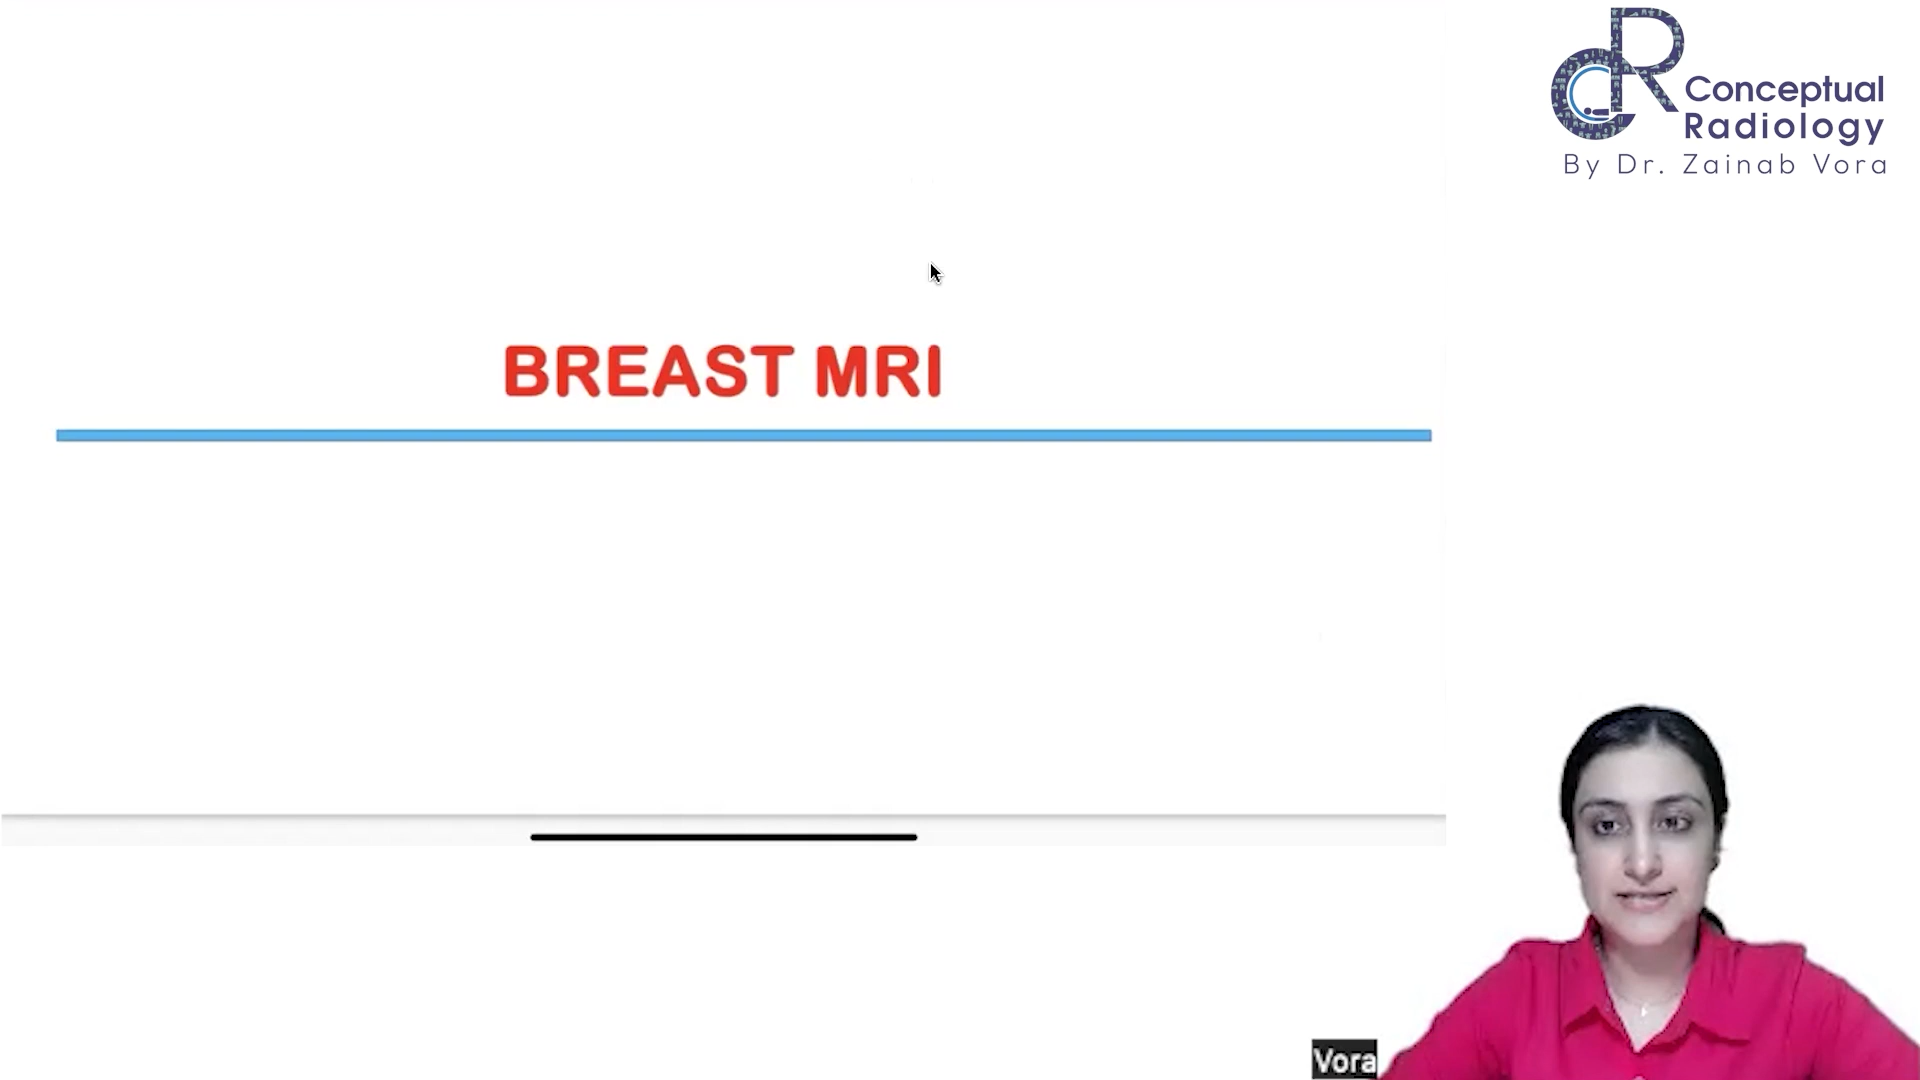 Conceptual
Radiology
By Dr. Zainab Vora
BREAST MRI
Vora